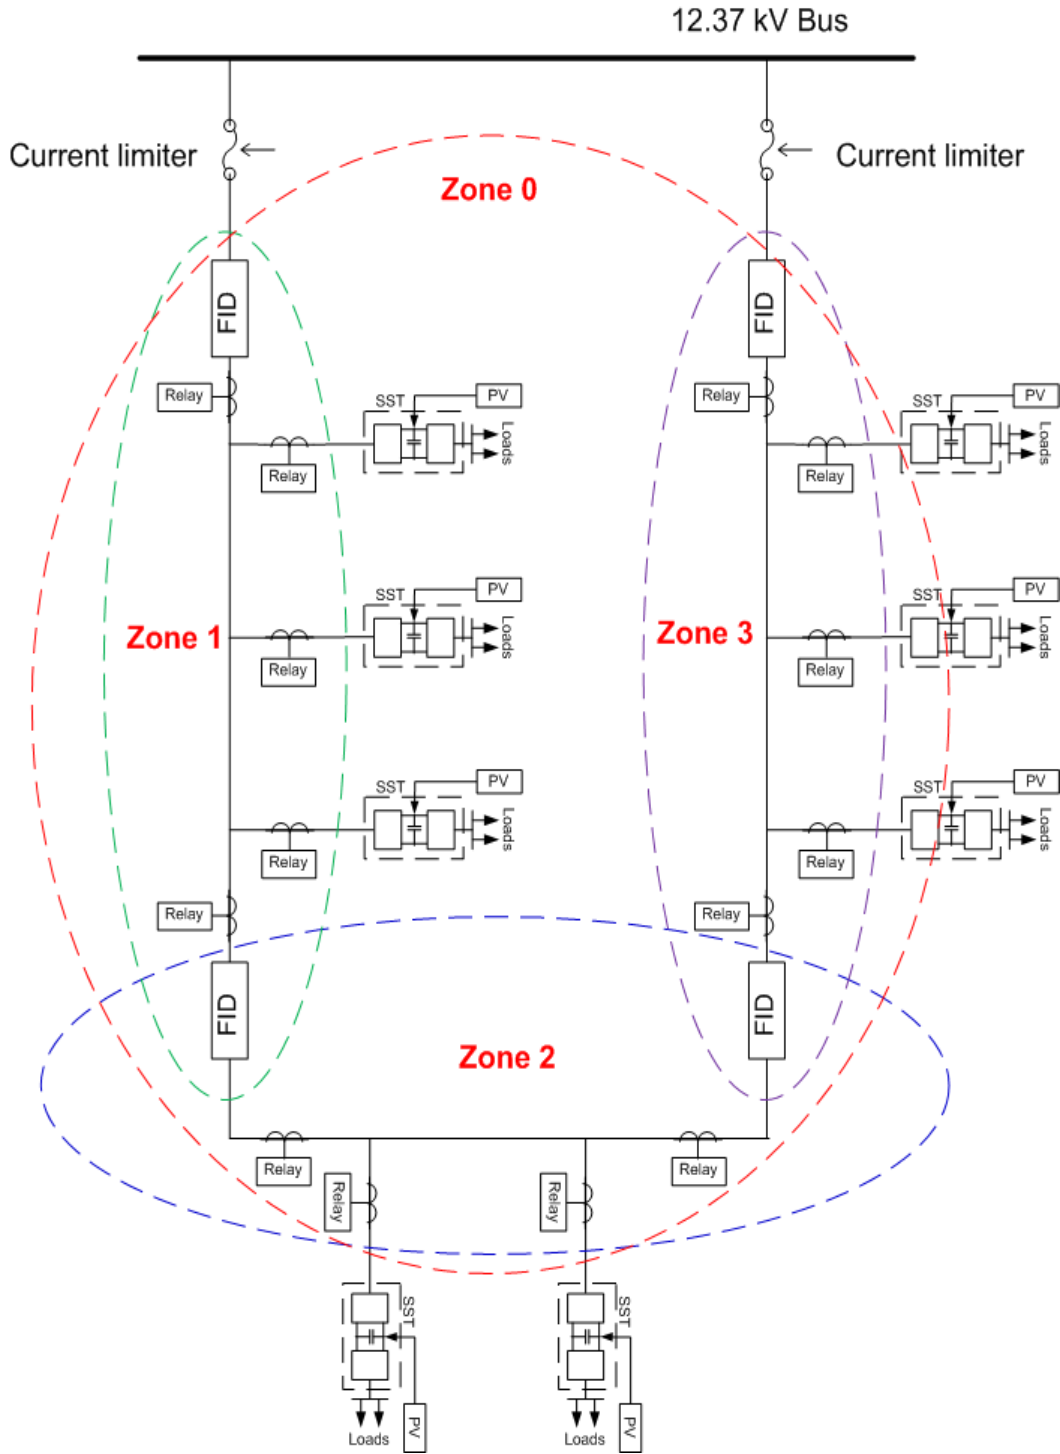 12.37 kV Bus
Current limiter
Current limiter
Zone 0
FID
FID
Relay
SST
PV
Loads
Relay
Relay
SST
PV
Loads
Relay
Zone 1
SST
PV
Loads
Relay
Zone 3
SST
PV
Loads
Relay
SST
PV
Loads
Relay
SST
PV
Loads
Relay
Relay
Relay
FID
FID
Zone 2
Relay
Relay
Relay
Relay
SST
SST
PV
PV
Loads
Loads